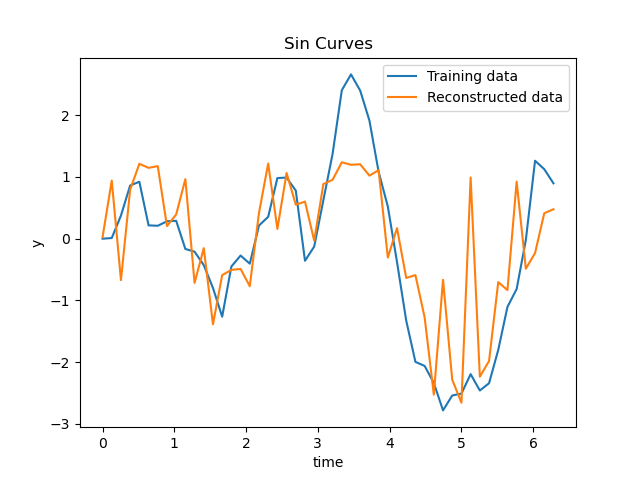 Sin Curves
Training data
Reconstructed data
y
2
1
0
−1
−2
−3
0 1 2 3 4 5 6
time